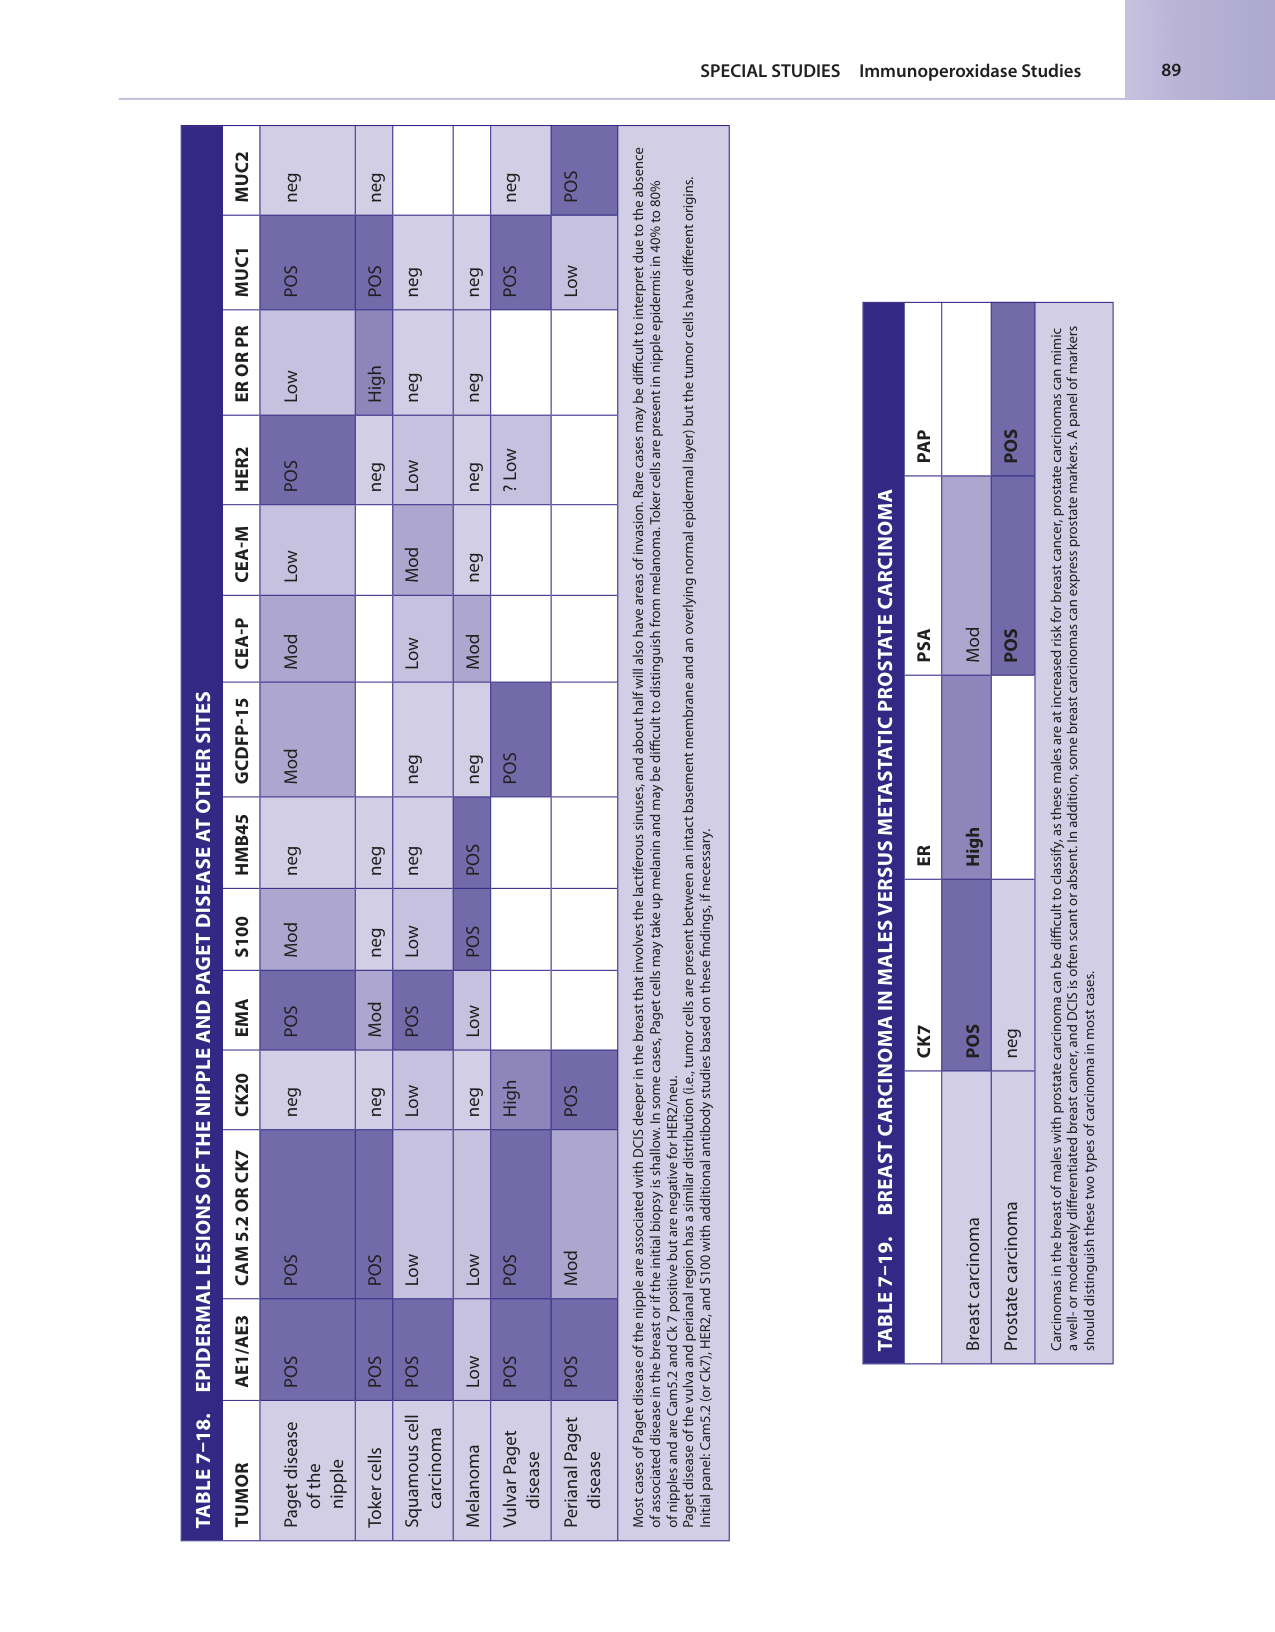 SPECIAL STUDIES Immunoperoxidase Studies 89
TABLE 7–18. EPIDERMAL LESIONS OF THE NIPPLE AND PAGET DISEASE AT OTHER SITES
TUMOR AE1/AE3 CAM 5.2 OR CK7 CK20 EMA S100 HMB45 GCDFP-15 CEA-P CEA-M HER2 ER OR PR MUC1 MUC2
Paget disease POS POS neg POS Mod neg Mod Mod Low POS Low POS neg
of the
nipple
Toker cells POS POS neg Mod neg neg neg High POS neg
Squamous cell POS Low Low POS Low neg neg Low Mod Low neg neg
carcinoma
Melanoma Low Low neg Low POS POS neg Mod neg neg neg neg
Vulvar Paget POS POS High POS ? Low POS neg
disease
Perianal Paget POS Mod POS Low POS
disease
Most cases of Paget disease of the nipple are associated with DCIS deeper in the breast that involves the lactiferous sinuses, and about half will also have areas of invasion. Rare cases may be difficult to interpret due to the absence
of associated disease in the breast or if the initial biopsy is shallow. In some cases, Paget cells may take up melanin and may be difficult to distinguish from melanoma. Toker cells are present in nipple epidermis in 40% to 80%
of nipples and are Cam5.2 and Ck 7 positive but are negative for HER2/neu.
Paget disease of the vulva and perianal region has a similar distribution (i.e., tumor cells are present between an intact basement membrane and an overlying normal epidermal layer) but the tumor cells have different origins.
Initial panel: Cam5.2 (or Ck7), HER2, and S100 with additional antibody studies based on these findings, if necessary.
TABLE 7–19. BREAST CARCINOMA IN MALES VERSUS METASTATIC PROSTATE CARCINOMA
CK7 ER PSA PAP
Breast carcinoma POS High Mod
Prostate carcinoma neg POS POS
Carcinomas in the breast of males with prostate carcinoma can be difficult to classify, as these males are at increased risk for breast cancer, prostate carcinomas can mimic
a well- or moderately differentiated breast cancer, and DCIS is often scant or absent. In addition, some breast carcinomas can express prostate markers. A panel of markers
should distinguish these two types of carcinoma in most cases.